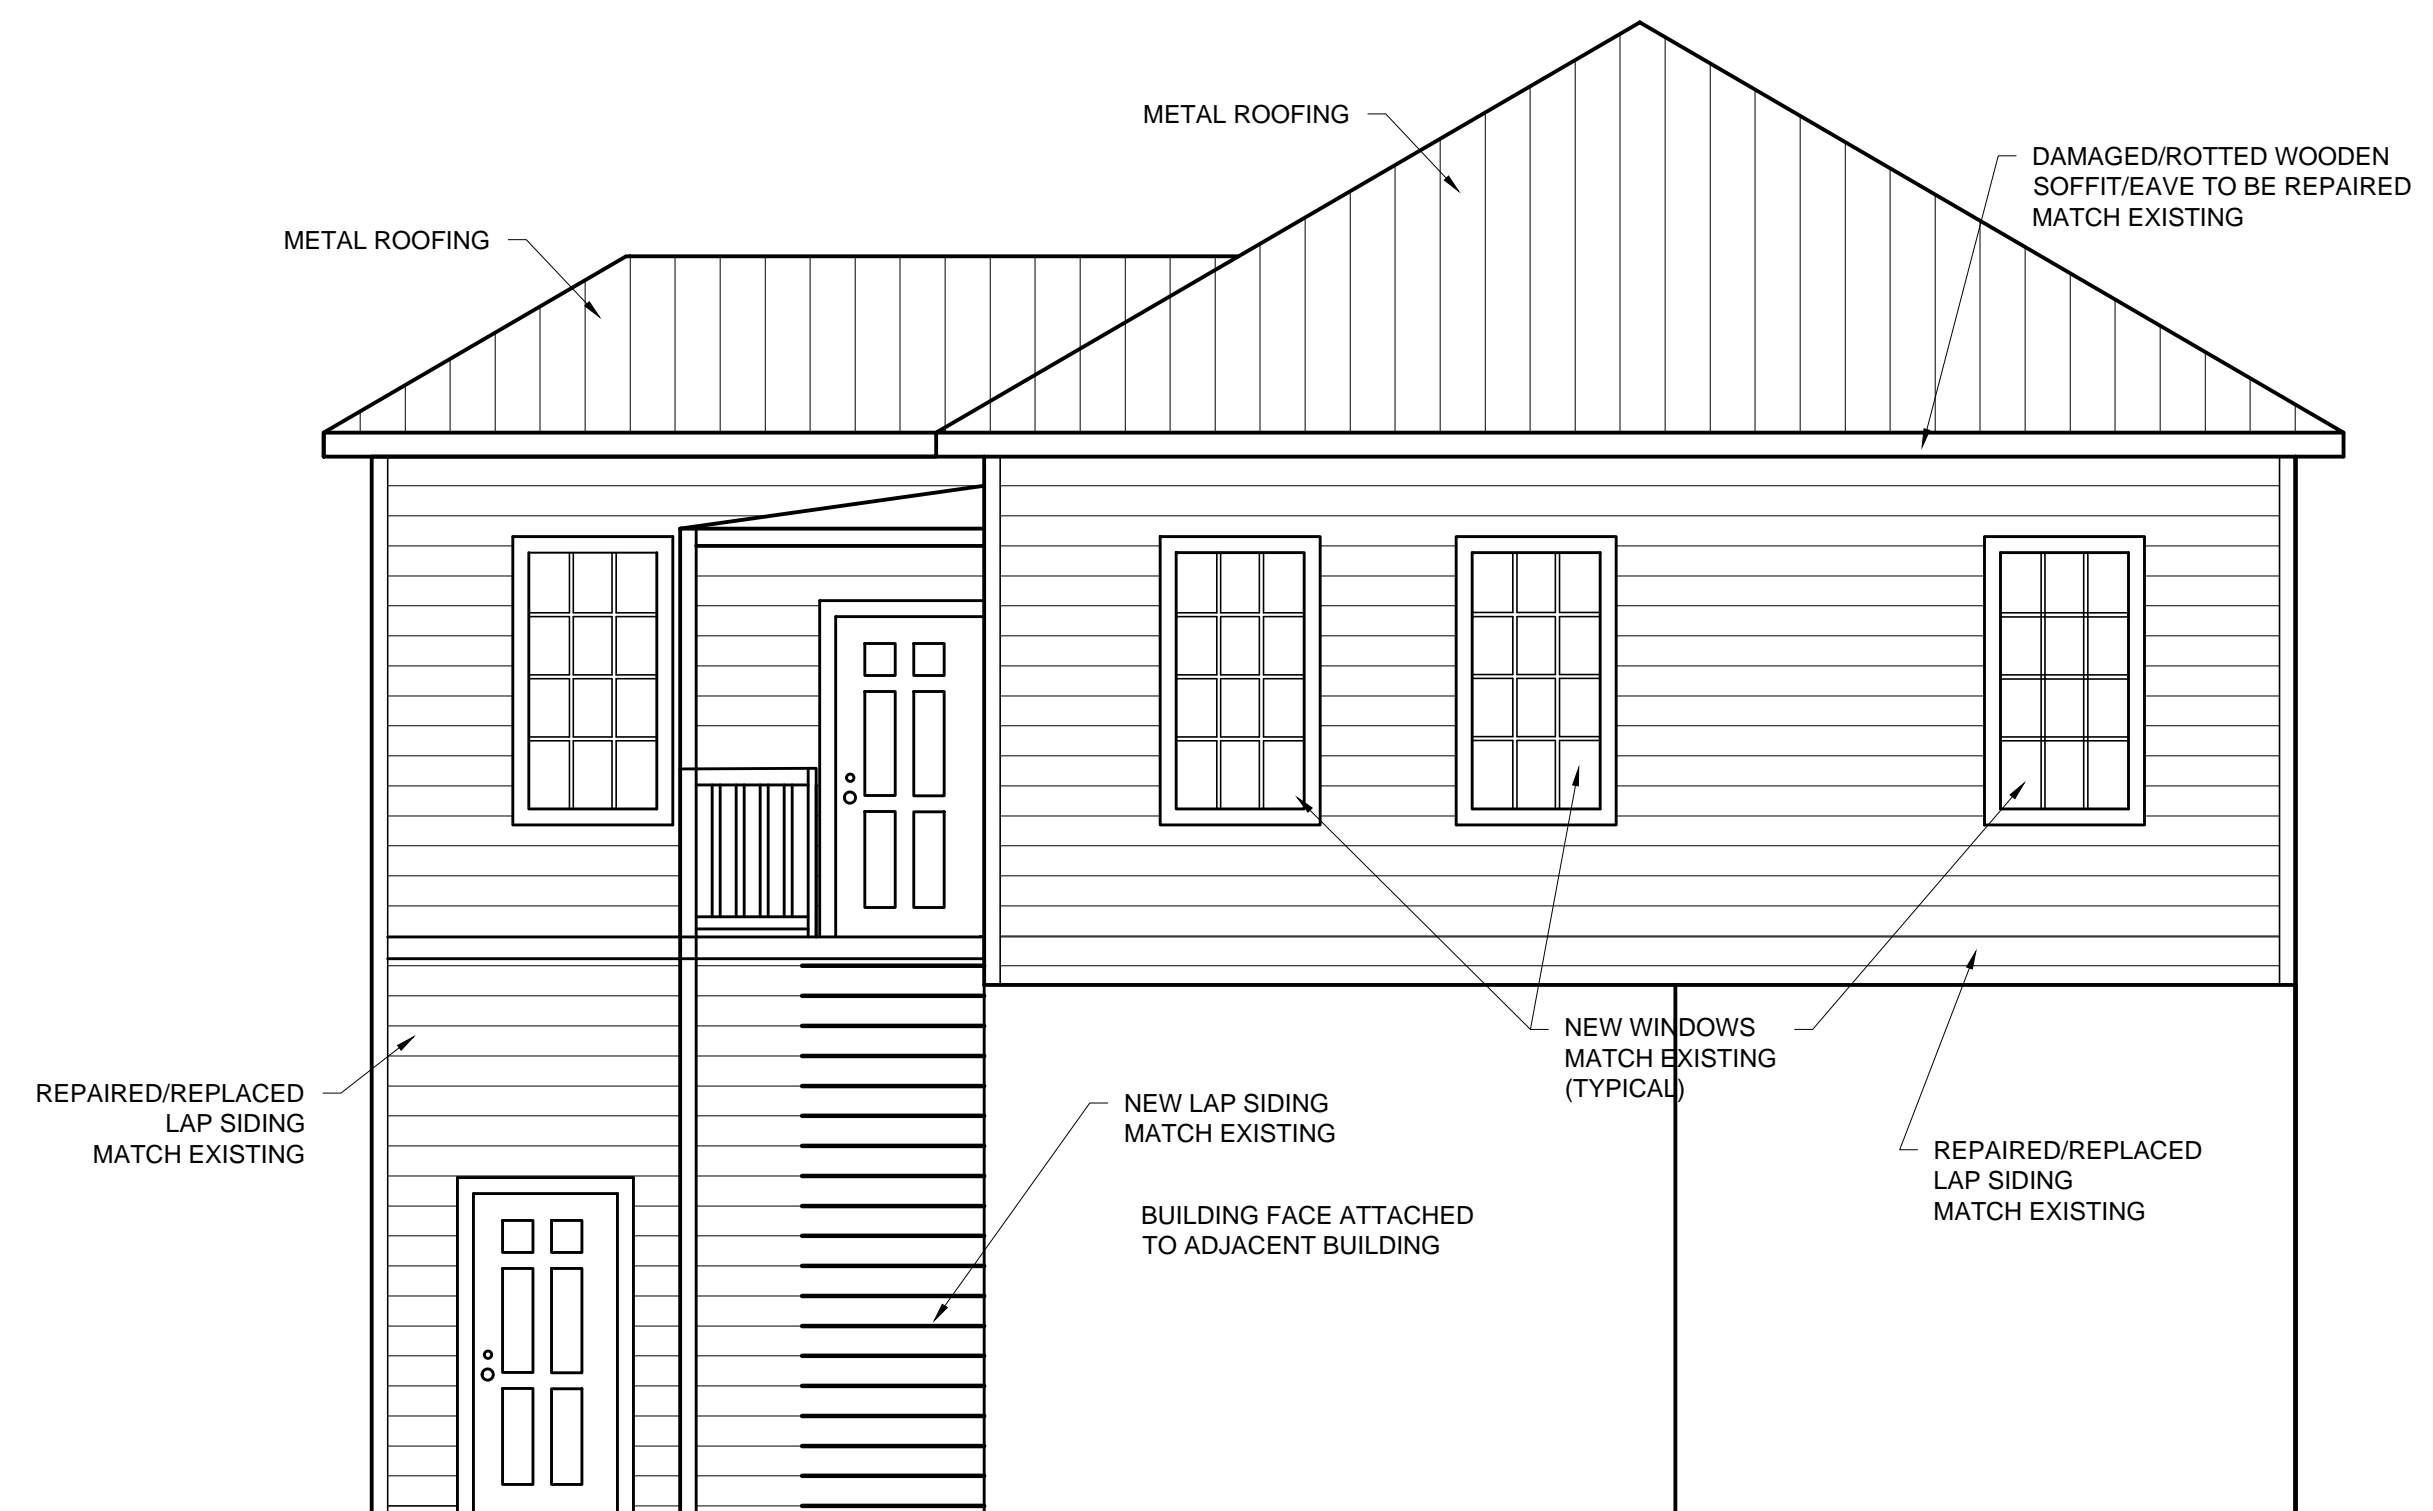 METAL ROOFING
DAMAGED/ROTTED WOODEN
SOFFIT/EAVE TO BE REPAIRED
MATCH EXISTING
METAL ROOFING
NEW WINDOWS
MATCH EXISTING
(TYPICAL)
REPAIRED/REPLACED
LAP SIDING
MATCH EXISTING
NEW LAP SIDING
MATCH EXISTING
REPAIRED/REPLACED
LAP SIDING
MATCH EXISTING
BUILDING FACE ATTACHED
TO ADJACENT BUILDING